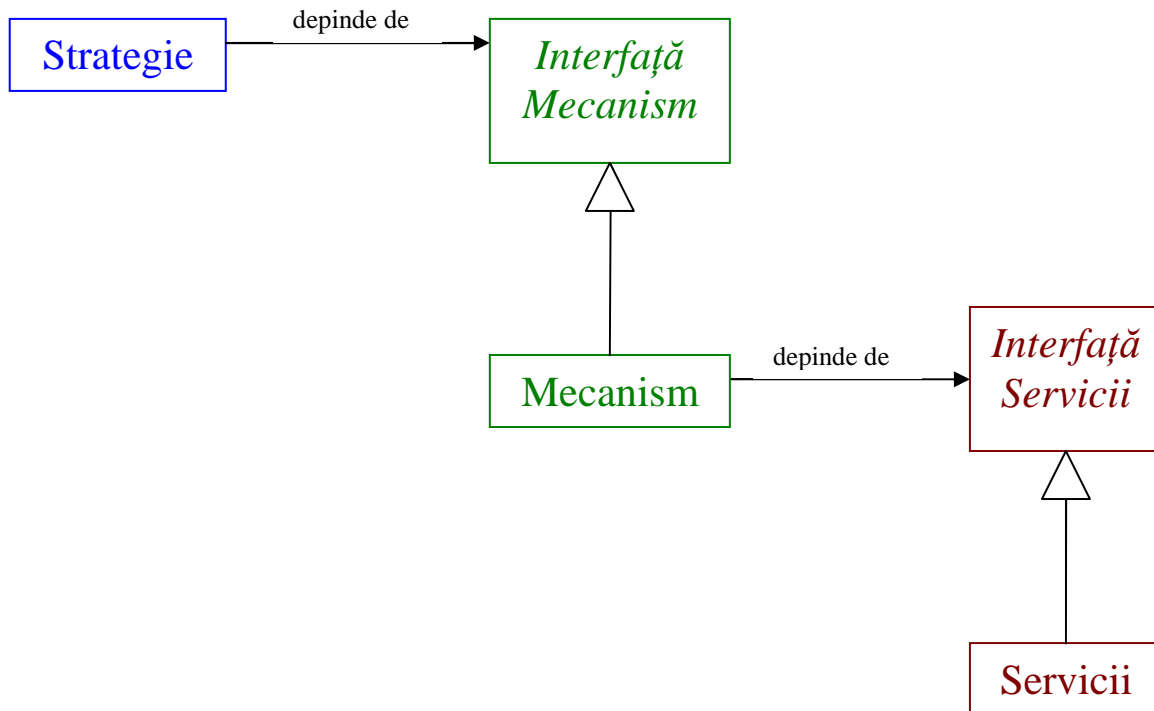 depinde de
Strategie
Interfață
Mecanism
Interfață
Servicii
depinde de
Mecanism
Servicii